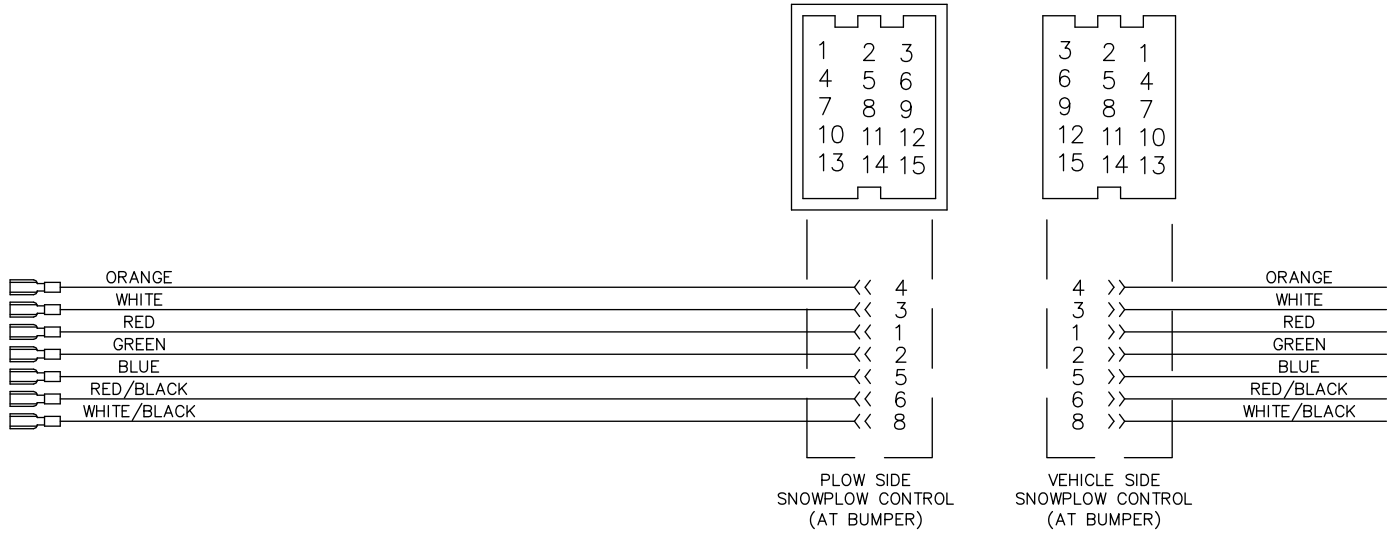 1 2 3
4 5 6
7 8 9
10 11 12
13 14 15
3 2 1
6 5 4
9 8 7
12 11 10
15 14 13
ORANGE 4 4 ORANGE
WHITE 3 3 WHITE
RED 1 1 RED
GREEN 2 2 GREEN
BLUE 5 5 BLUE
RED/BLACK 6 6 RED/BLACK
WHITE/BLACK 8 8 WHITE/BLACK
PLOW SIDE
SNOWPLOW CONTROL
(AT BUMPER)
VEHICLE SIDE
SNOWPLOW CONTROL
(AT BUMPER)